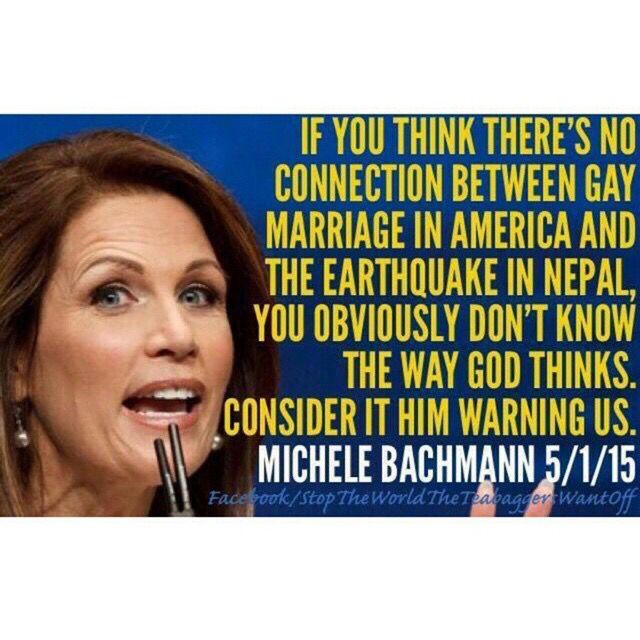 IF YOU THINK THERE'S NO
CONNECTION BETWEEN GAY
MARRIAGE IN AMERICA AND
THE EARTHQUAKE IN NEPAL,
YOU OBVIOUSLY DON'T KNOW
THE WAY GOD THINKS.
CONSIDER IT HIM WARNING US.
MICHELE BACHMANN 5/1/15
Facebook/StopTheWorldTheTeabaggersWantOff